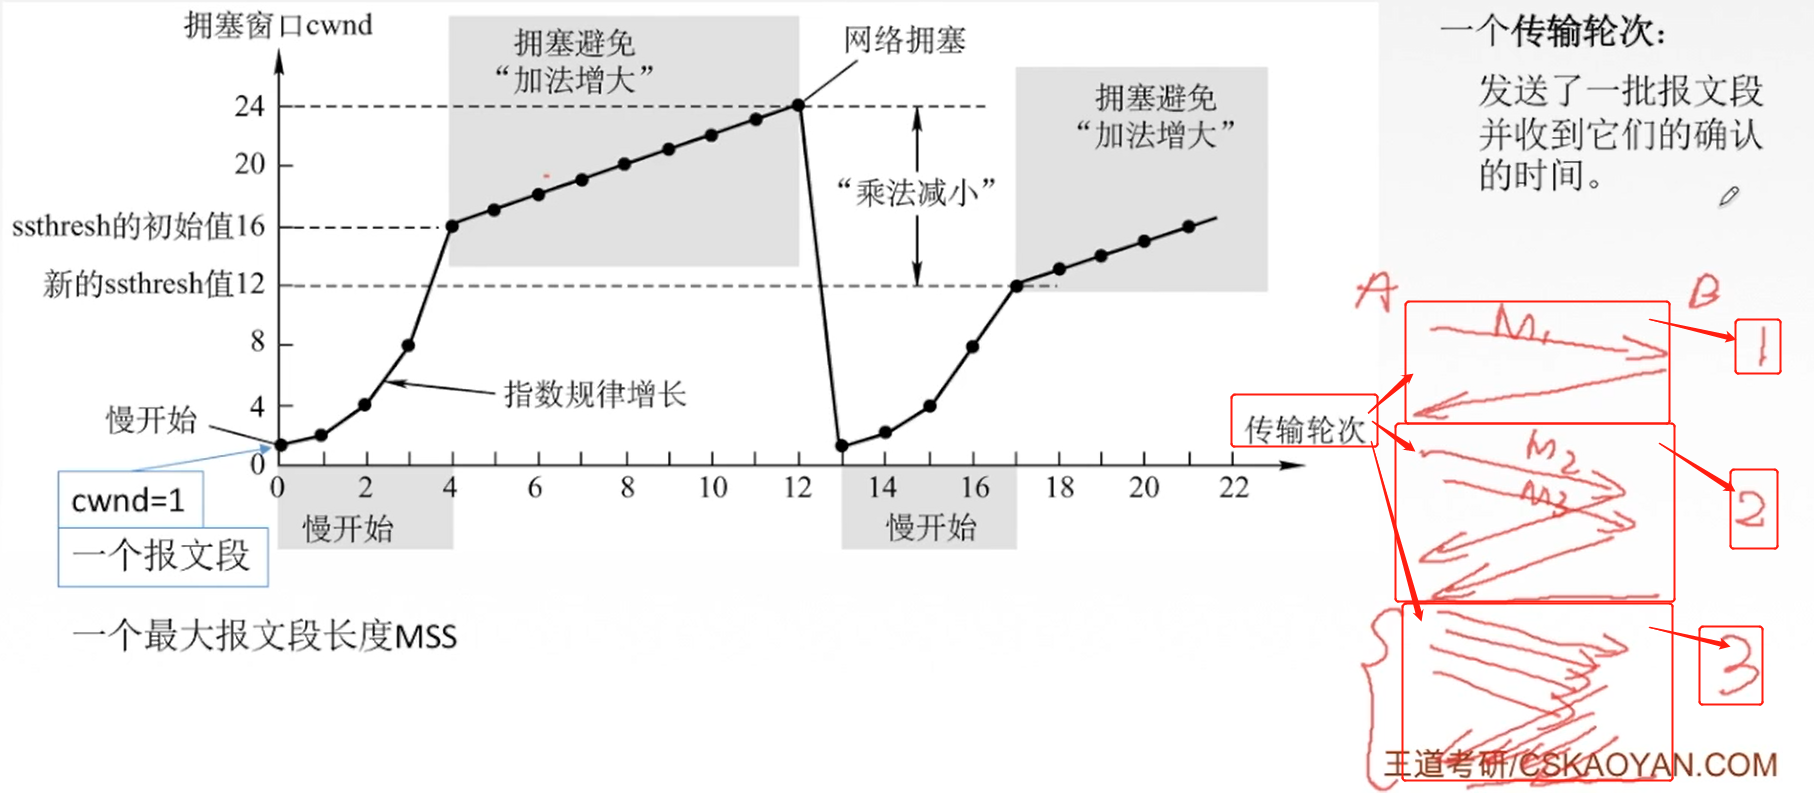 拥塞窗口cwnd
拥塞避免
“加法增大”
网络拥塞
24
20
ssthresh的初始值16
新的ssthresh值12
8
4
0
“乘法减小”
拥塞避免
“加法增大”
指数规律增长
慢开始
0 2 4 6 8 10 12 14 16 18 20 22
慢开始
慢开始
cwnd=1
一个报文段
一个最大报文段长度MSS
一个传输轮次：
发送了一批报文段
并收到它们的确认
的时间。
A
B
M1
1
传输轮次
M2
M3
2
3
王道考研/CSKAOYAN.COM